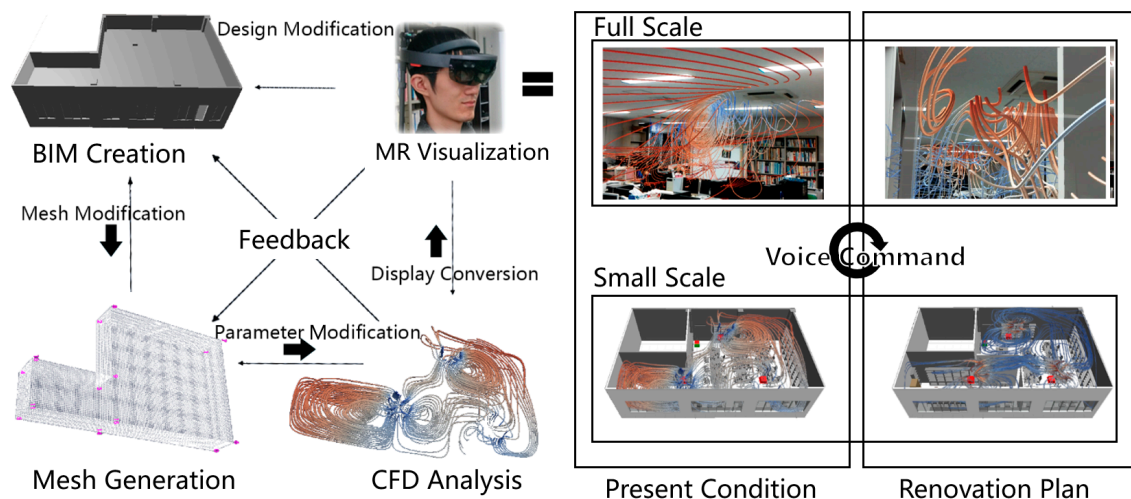 Design Modification
BIM Creation
MR Visualization
Mesh Modification
Feedback
Display Conversion
Parameter Modification
Mesh Generation
CFD Analysis
Full Scale
Voice Command
Small Scale
Present Condition
Renovation Plan